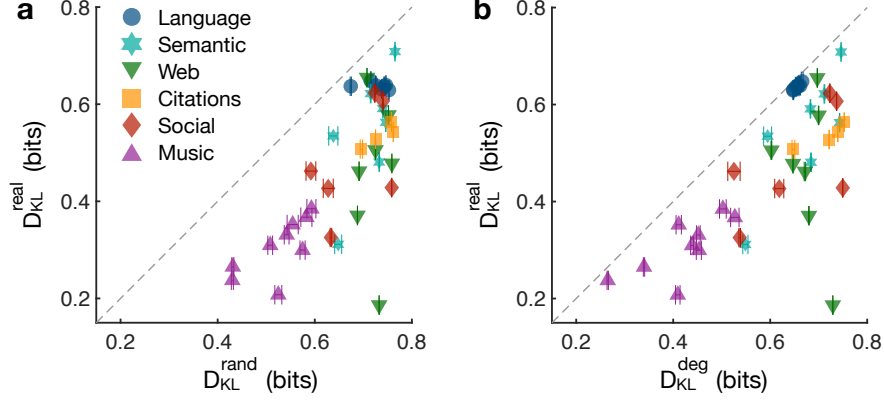 a
b
Language
Semantic
Web
Citations
Social
Music
0.8
0.6
0.4
0.2
D_KL^real (bits)
0.2 0.4 0.6 0.8
D_KL^rand (bits)
0.8
0.6
0.4
0.2
D_KL^real (bits)
0.2 0.4 0.6 0.8
D_KL^deg (bits)